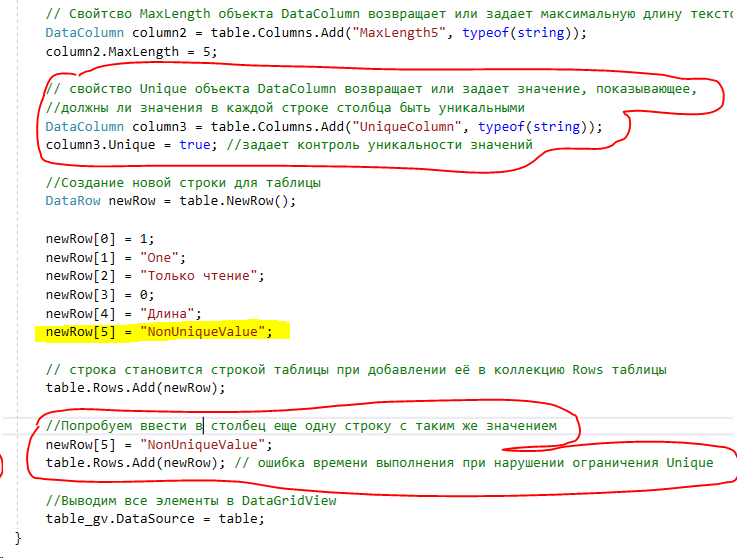 // Свойтсво MaxLength объекта DataColumn возвращает или задает максимальную длину
DataColumn column2 = table.Columns.Add("MaxLength5", typeof(string));
column2.MaxLength = 5;
// свойство Unique объекта DataColumn возвращает или задает значение, показывающее,
//должны ли значения в каждой строке столбца быть уникальными
DataColumn column3 = table.Columns.Add("UniqueColumn", typeof(string));
column3.Unique = true; //задает контроль уникальности значений
//Создание новой строки для таблицы
DataRow newRow = table.NewRow();
newRow[0] = 1;
newRow[1] = "One";
newRow[2] = "Только чтение";
newRow[3] = 0;
newRow[4] = "Длина";
newRow[5] = "NonUniqueValue";
// строка становится строкой таблицы при добавлении её в коллекцию Rows таблицы
table.Rows.Add(newRow);
//Попробуем ввести в столбец еще одну строку с таким же значением
newRow[5] = "NonUniqueValue";
table.Rows.Add(newRow); // ошибка времени выполнения при нарушении ограничения Unique
//Выводим все элементы в DataGridView
table_gv.DataSource = table;
}